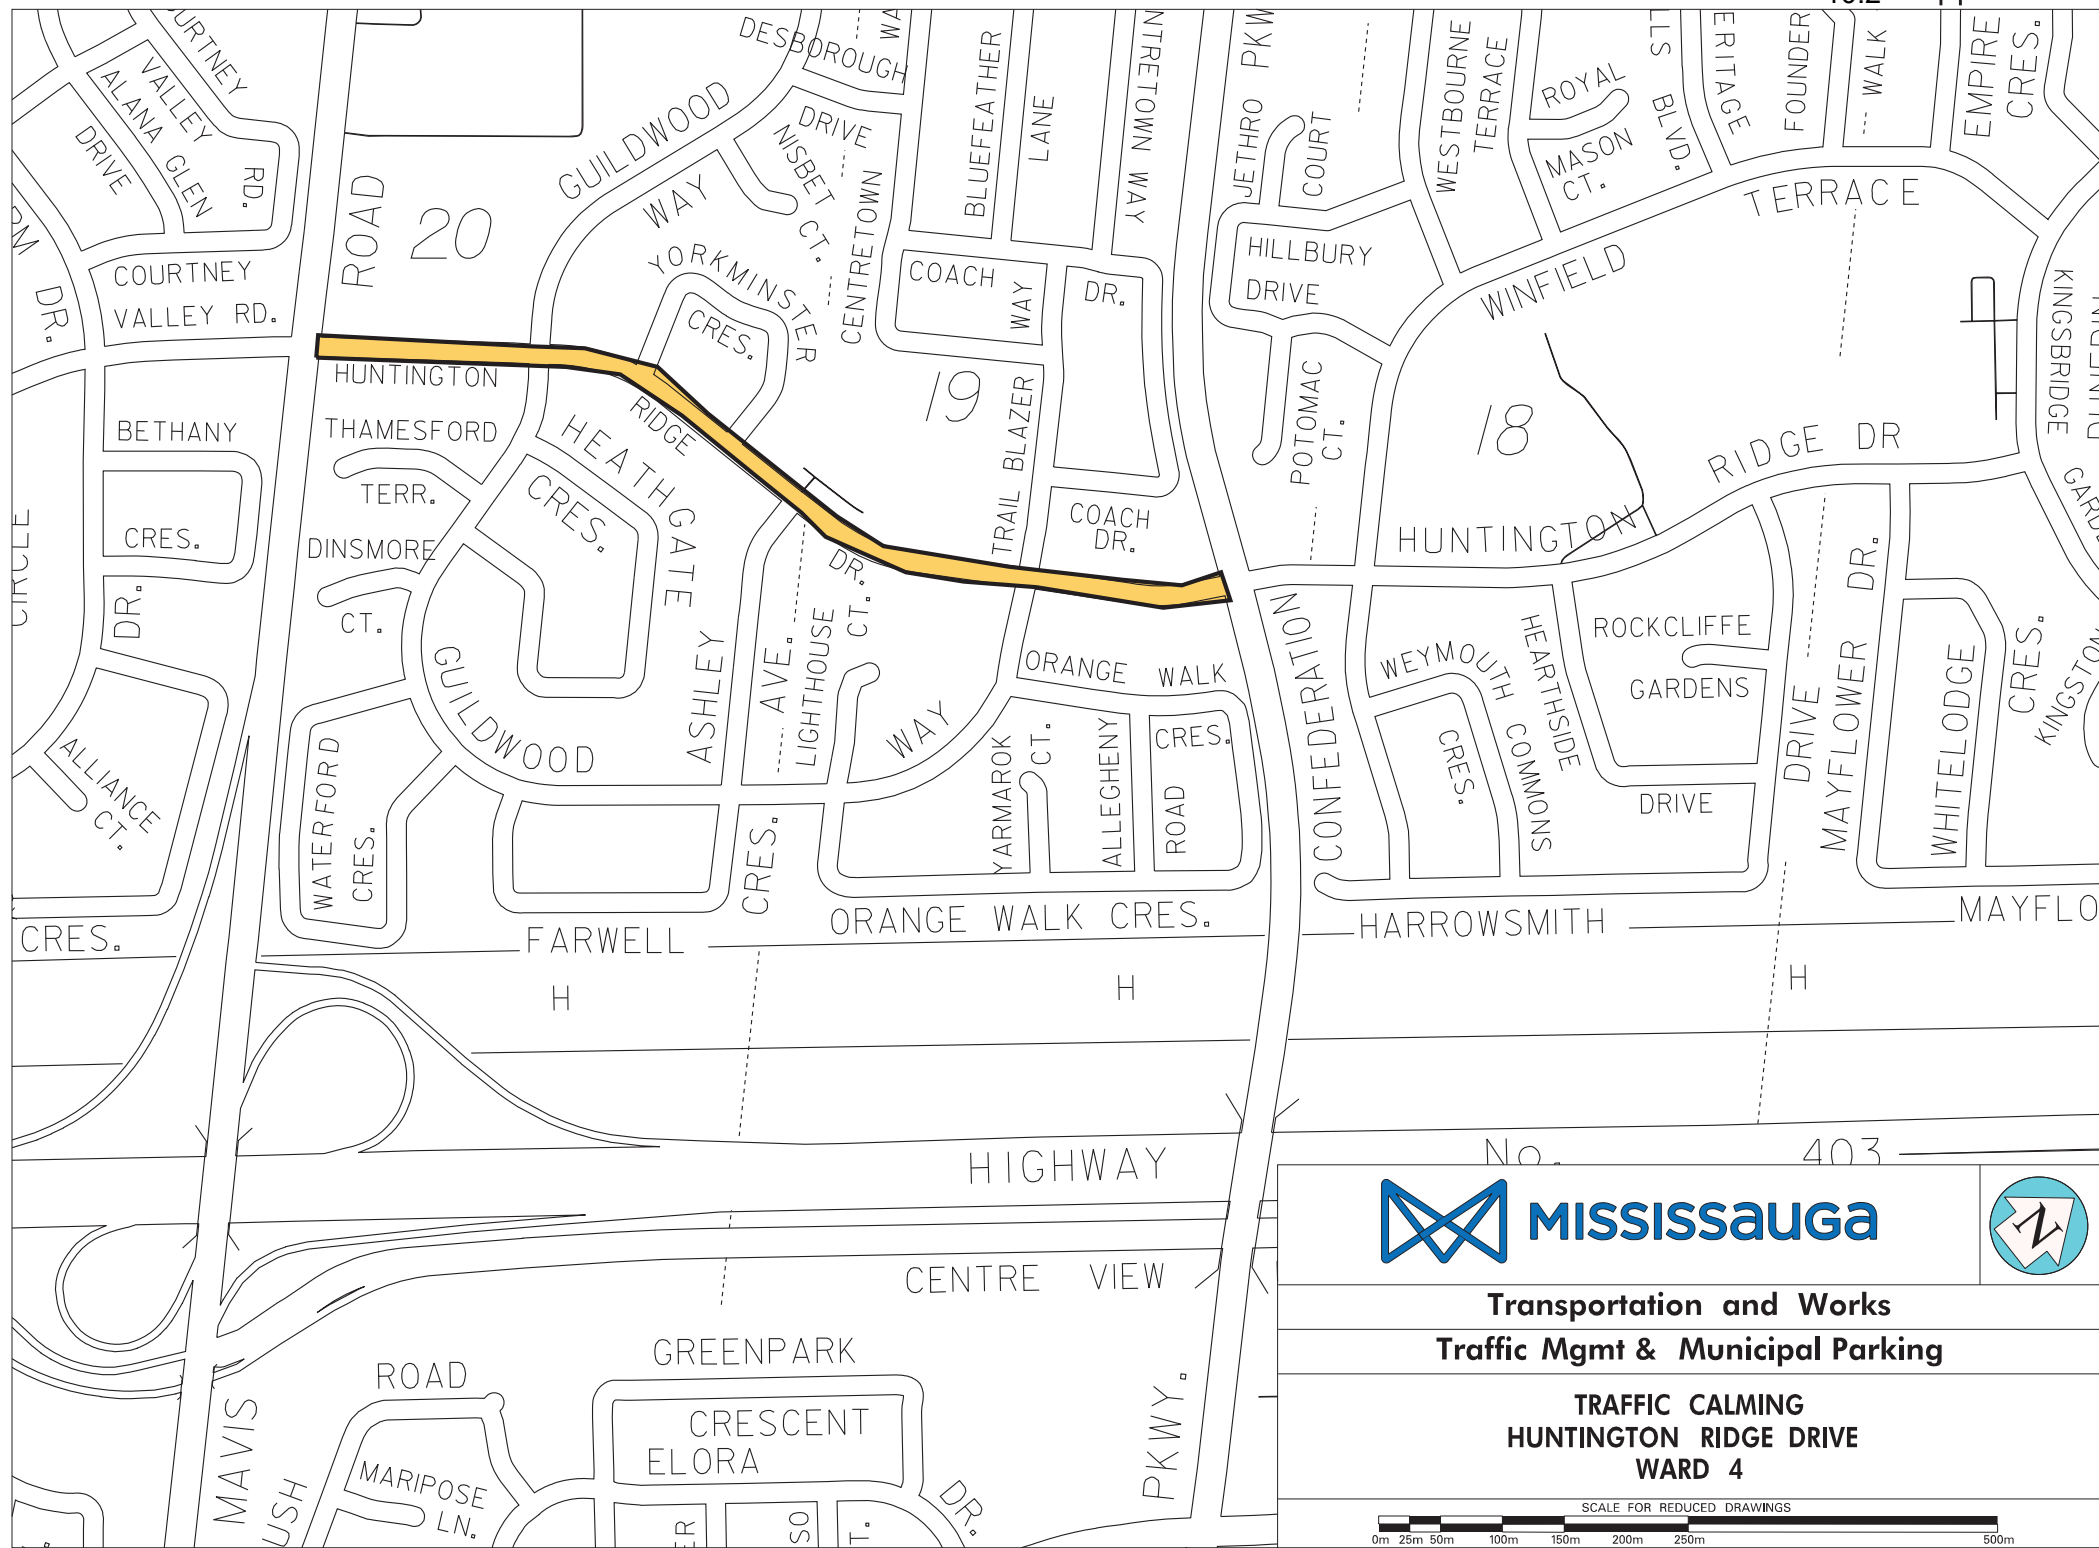 DESBOROUGH
DRIVE
GUILDWOOD
WAY
NISBET
CT.
VALLEY
RD.
ALANA GLEN
DRIVE
COURTNEY
VALLEY RD.
DR.
ROAD
20
YORKMINSTER
CRES.
CENTRETOWN
BLUEFEATHER
LANE
COACH
WAY
DR.
JETHRO
COURT
WESTBOURNE
TERRACE
ROYAL
MASON
CT.
BLVD.
FOUNDER
WALK
EMPIRE
CRES.
HILLBURY
DRIVE
WINFIELD
TERRACE
KINGSBRIDGE
HUNTINGTON
RIDGE
DR.
THAMESFORD
TERR.
DINSMORE
CT.
BETHANY
CRES.
DR.
CIRCLE
ALLIANCE
CT.
CRES.
HEATHGATE
CRES.
19
TRAIL BLAZER
COACH
DR.
POTOMAC
CT.
18
HUNTINGTON
RIDGE DR
ASHLEY
AVE.
LIGHTHOUSE
CT.
GUILDWOOD
WAY
ORANGE WALK
CRES.
YARMAROK
CT.
ALLEGHENY
ROAD
CONFEDERATION
WEYMOUTH COMMONS
CRES.
HEARTHSIDE
DRIVE
ROCKCLIFFE
GARDENS
DRIVE
MAYFLOWER DR.
WHITELODGE
CRES.
WATERFORD
CRES.
CRES.
FARWELL
ORANGE WALK CRES.
HARROWSMITH
H
H
H
HIGHWAY
No. 403
CENTRE VIEW
GREENPARK
CRESCENT
ELORA
DR.
ROAD
MARIPOSE
LN.
MAVIS
PKWY.
MISSISSauGa
N
Transportation and Works
Traffic Mgmt & Municipal Parking
TRAFFIC CALMING
HUNTINGTON RIDGE DRIVE
WARD 4
SCALE FOR REDUCED DRAWINGS
0m 25m 50m 100m 150m 200m 250m 500m